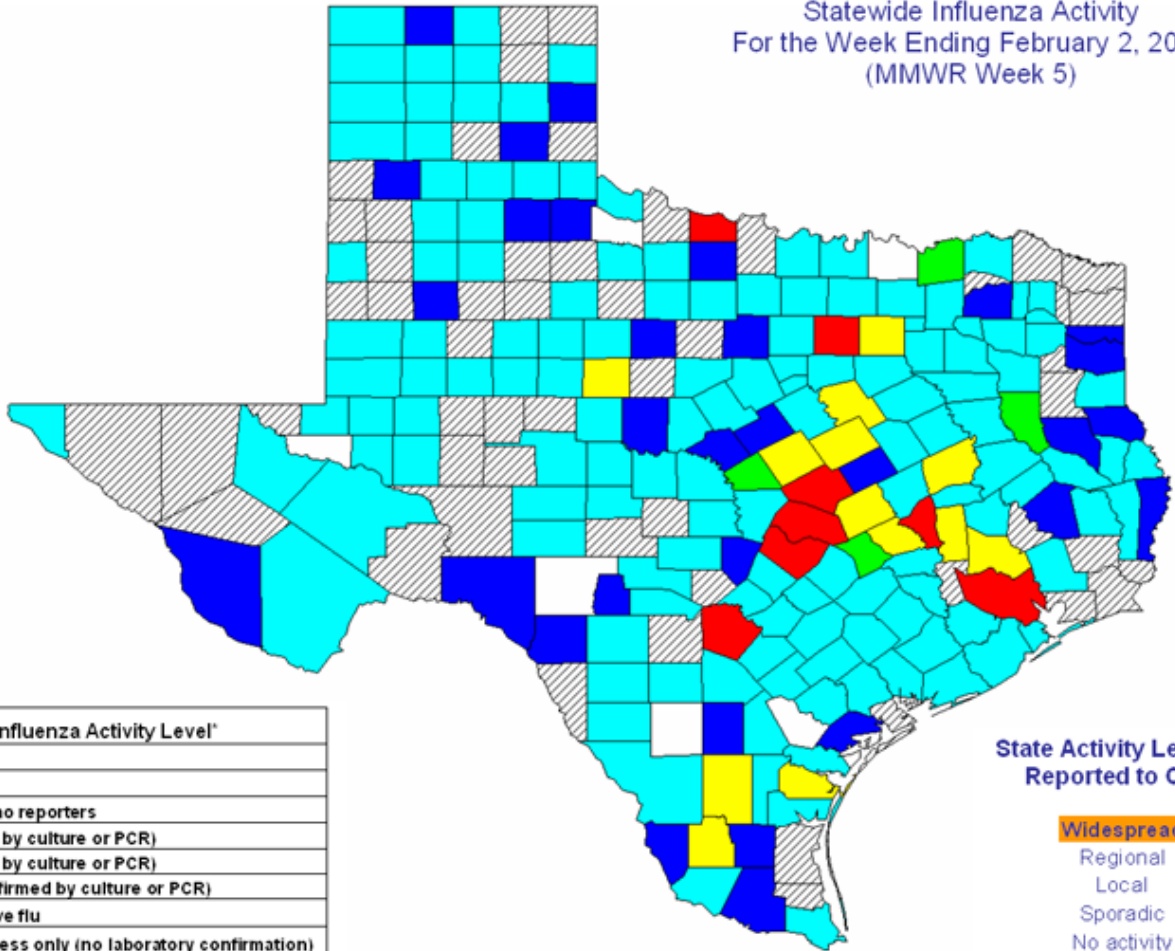 Statewide Influenza Activity
For the Week Ending February 2, 20
(MMWR Week 5)
Influenza Activity Level*
no reporters
by culture or PCR)
by culture or PCR)
firmed by culture or PCR)
ve flu
ess only (no laboratory confirmation)
State Activity Le
Reported to
Widesprea
Regional
Local
Sporadic
No activity